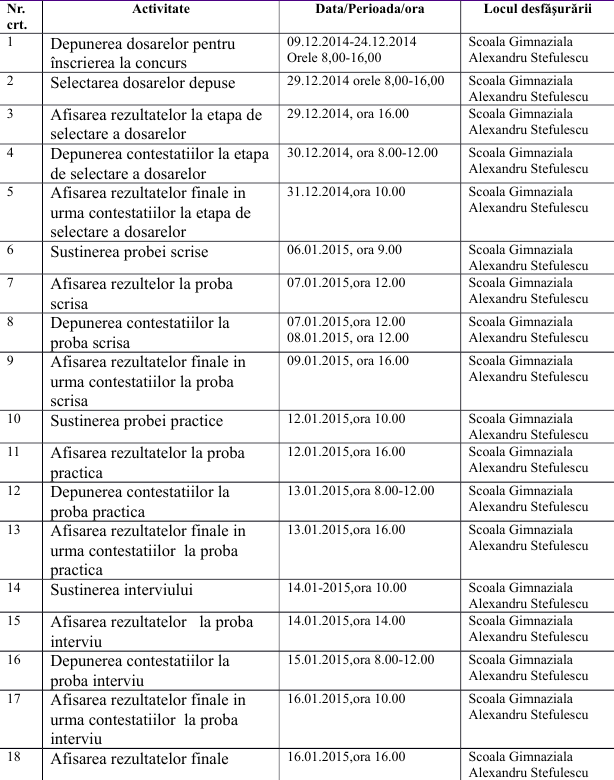 Nr. crt. Activitate Data/Perioada/ora Locul desfăşurării
1 Depunerea dosarelor pentru 09.12.2014-24.12.2014 Scoala Gimnaziala
înscrierea la concurs Orele 8,00-16,00 Alexandru Stefulescu
2 Selectarea dosarelor depuse 29.12.2014 orele 8,00-16,00 Scoala Gimnaziala
Alexandru Stefulescu
3 Afisarea rezultatelor la etapa de 29.12.2014, ora 16.00 Scoala Gimnaziala
selectare a dosarelor Alexandru Stefulescu
4 Depunerea contestatiilor la etapa 30.12.2014, ora 8.00-12.00 Scoala Gimnaziala
de selectare a dosarelor Alexandru Stefulescu
5 Afisarea rezultatelor finale in 31.12.2014,ora 10.00 Scoala Gimnaziala
urma contestatiilor la etapa de Alexandru Stefulescu
selectare a dosarelor
6 Sustinerea probei scrise 06.01.2015, ora 9.00 Scoala Gimnaziala
Alexandru Stefulescu
7 Afisarea rezultelor la proba 07.01.2015,ora 12.00 Scoala Gimnaziala
scrisa Alexandru Stefulescu
8 Depunerea contestatiilor la 07.01.2015,ora 12.00 Scoala Gimnaziala
proba scrisa 08.01.2015, ora 12.00 Alexandru Stefulescu
9 Afisarea rezultatelor finale in 09.01.2015, ora 16.00 Scoala Gimnaziala
urma contestatiilor la proba Alexandru Stefulescu
scrisa
10 Sustinerea probei practice 12.01.2015,ora 10.00 Scoala Gimnaziala
Alexandru Stefulescu
11 Afisarea rezultatelor la proba 12.01.2015,ora 16.00 Scoala Gimnaziala
practica Alexandru Stefulescu
12 Depunerea contestatiilor la 13.01.2015,ora 8.00-12.00 Scoala Gimnaziala
proba practica Alexandru Stefulescu
13 Afisarea rezultatelor finale in 13.01.2015,ora 16.00 Scoala Gimnaziala
urma contestatiilor la proba Alexandru Stefulescu
practica
14 Sustinerea interviului 14.01-2015,ora 10.00 Scoala Gimnaziala
Alexandru Stefulescu
15 Afisarea rezultatelor la proba 14.01.2015,ora 14.00 Scoala Gimnaziala
interviu Alexandru Stefulescu
16 Depunerea contestatiilor la 15.01.2015,ora 8.00-12.00 Scoala Gimnaziala
proba interviu Alexandru Stefulescu
17 Afisarea rezultatelor finale in 16.01.2015,ora 10.00 Scoala Gimnaziala
urma contestatiilor la proba Alexandru Stefulescu
interviu
18 Afisarea rezultatelor finale 16.01.2015,ora 16.00 Scoala Gimnaziala
Alexandru Stefulescu